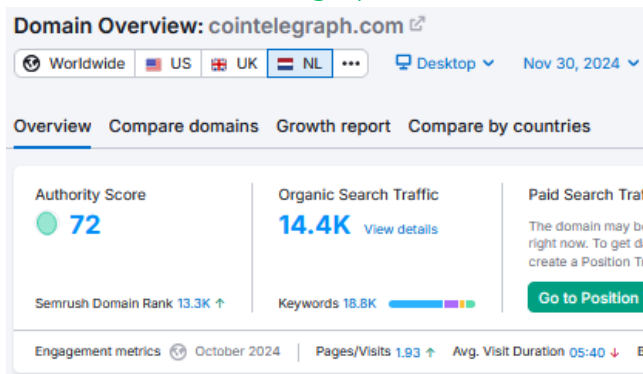 Domain Overview: cointelegraph.com
Worldwide US UK NL ••• Desktop Nov 30, 2024
Overview Compare domains Growth report Compare by countries
Authority Score
72
Semrush Domain Rank 13.3K ↑
Organic Search Traffic
14.4K View details
Keywords 18.8K
Paid Search Traf
The domain may be
right now. To get da
create a Position Tr
Go to Position
Engagement metrics October 2024 Pages/Visits 1.93 ↑ Avg. Visit Duration 05:40 ↓